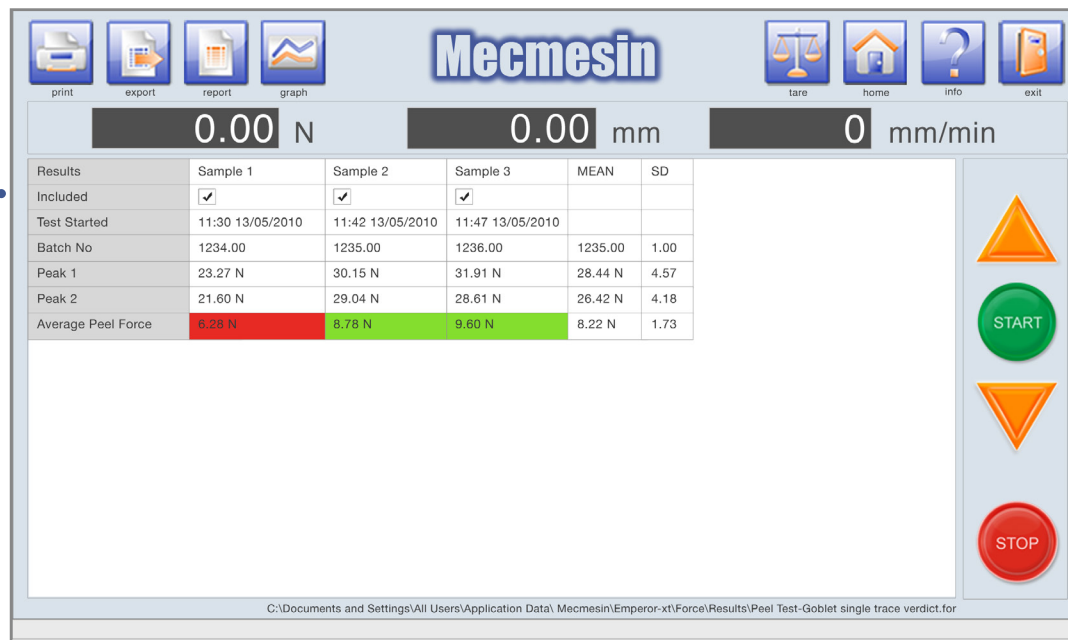 Mecmesin
print export report graph tare home info exit
0.00 N 0.00 mm 0 mm/min
Results Sample 1 Sample 2 Sample 3 MEAN SD
Included
Test Started 11:30 13/05/2010 11:42 13/05/2010 11:47 13/05/2010
Batch No 1234.00 1235.00 1236.00 1235.00 1.00
Peak 1 23.27 N 30.15 N 31.91 N 28.44 N 4.57
Peak 2 21.60 N 29.04 N 28.61 N 26.42 N 4.18
Average Peel Force 6.28 N 8.78 N 9.60 N 8.22 N 1.73
START
STOP
C:\Documents and Settings\All Users\Application Data\ Mecmesin\Emperor-xt\Force\Results\Peel Test-Goblet single trace verdict.for